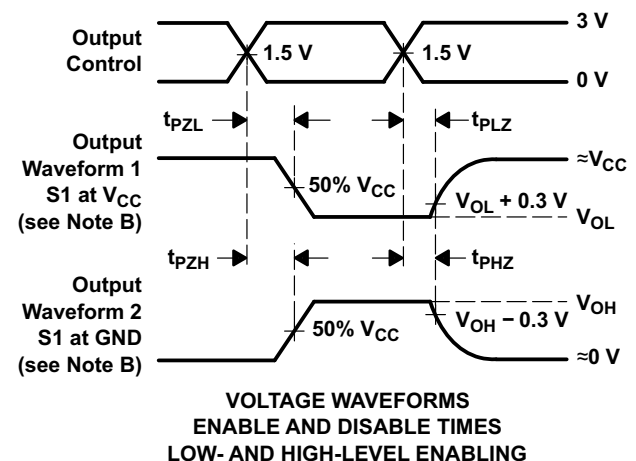 3 V
Output
Control
1.5 V
1.5 V
0 V
tPZL
tPLZ
Output
Waveform 1
S1 at VCC
(see Note B)
≈VCC
50% VCC
VOL + 0.3 V
VOL
tPZH
tPHZ
Output
Waveform 2
S1 at GND
(see Note B)
VOH
50% VCC
VOH − 0.3 V
≈0 V
VOLTAGE WAVEFORMS
ENABLE AND DISABLE TIMES
LOW- AND HIGH-LEVEL ENABLING